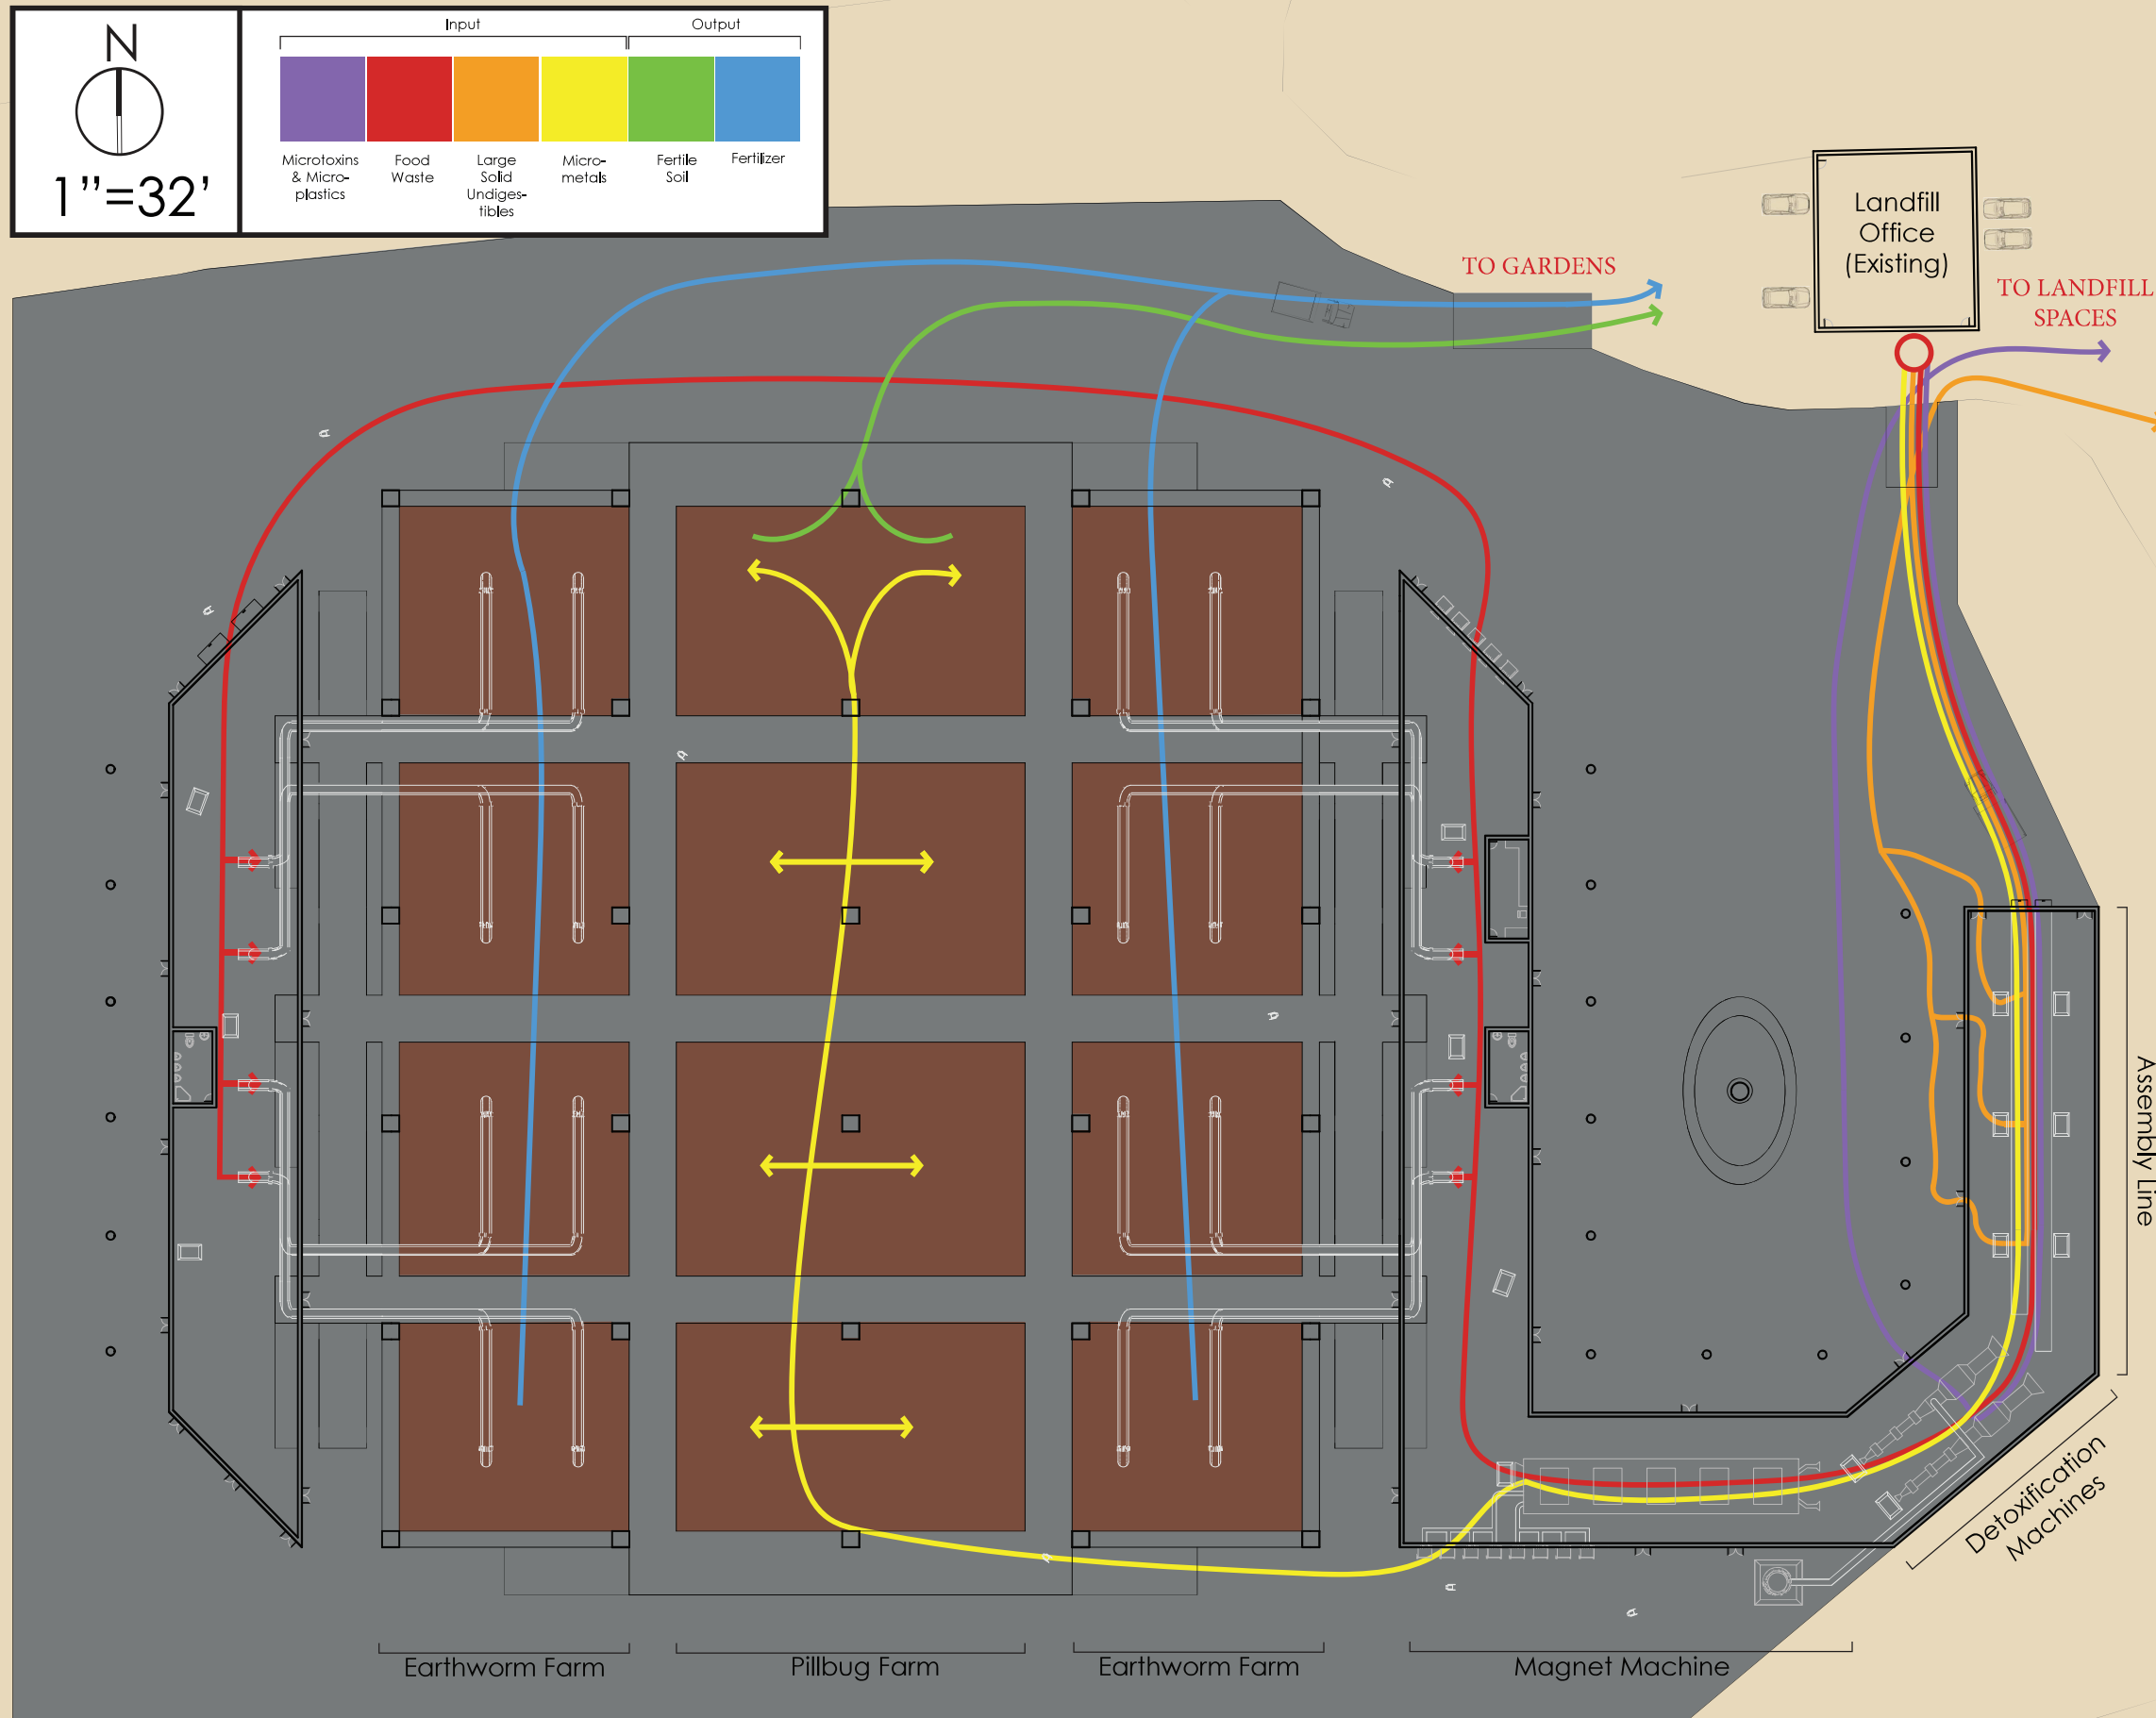 N
1”=32’
Input
Output
Microtoxins
& Micro-
plastics
Food
Waste
Large
Solid
Undiges-
tibles
Micro-
metals
Fertile
Soil
Fertilizer
Landfill
Office
(Existing)
TO GARDENS
TO LANDFILL
SPACES
Assembly Line
Detoxification
Machines
Earthworm Farm
Pillbug Farm
Earthworm Farm
Magnet Machine